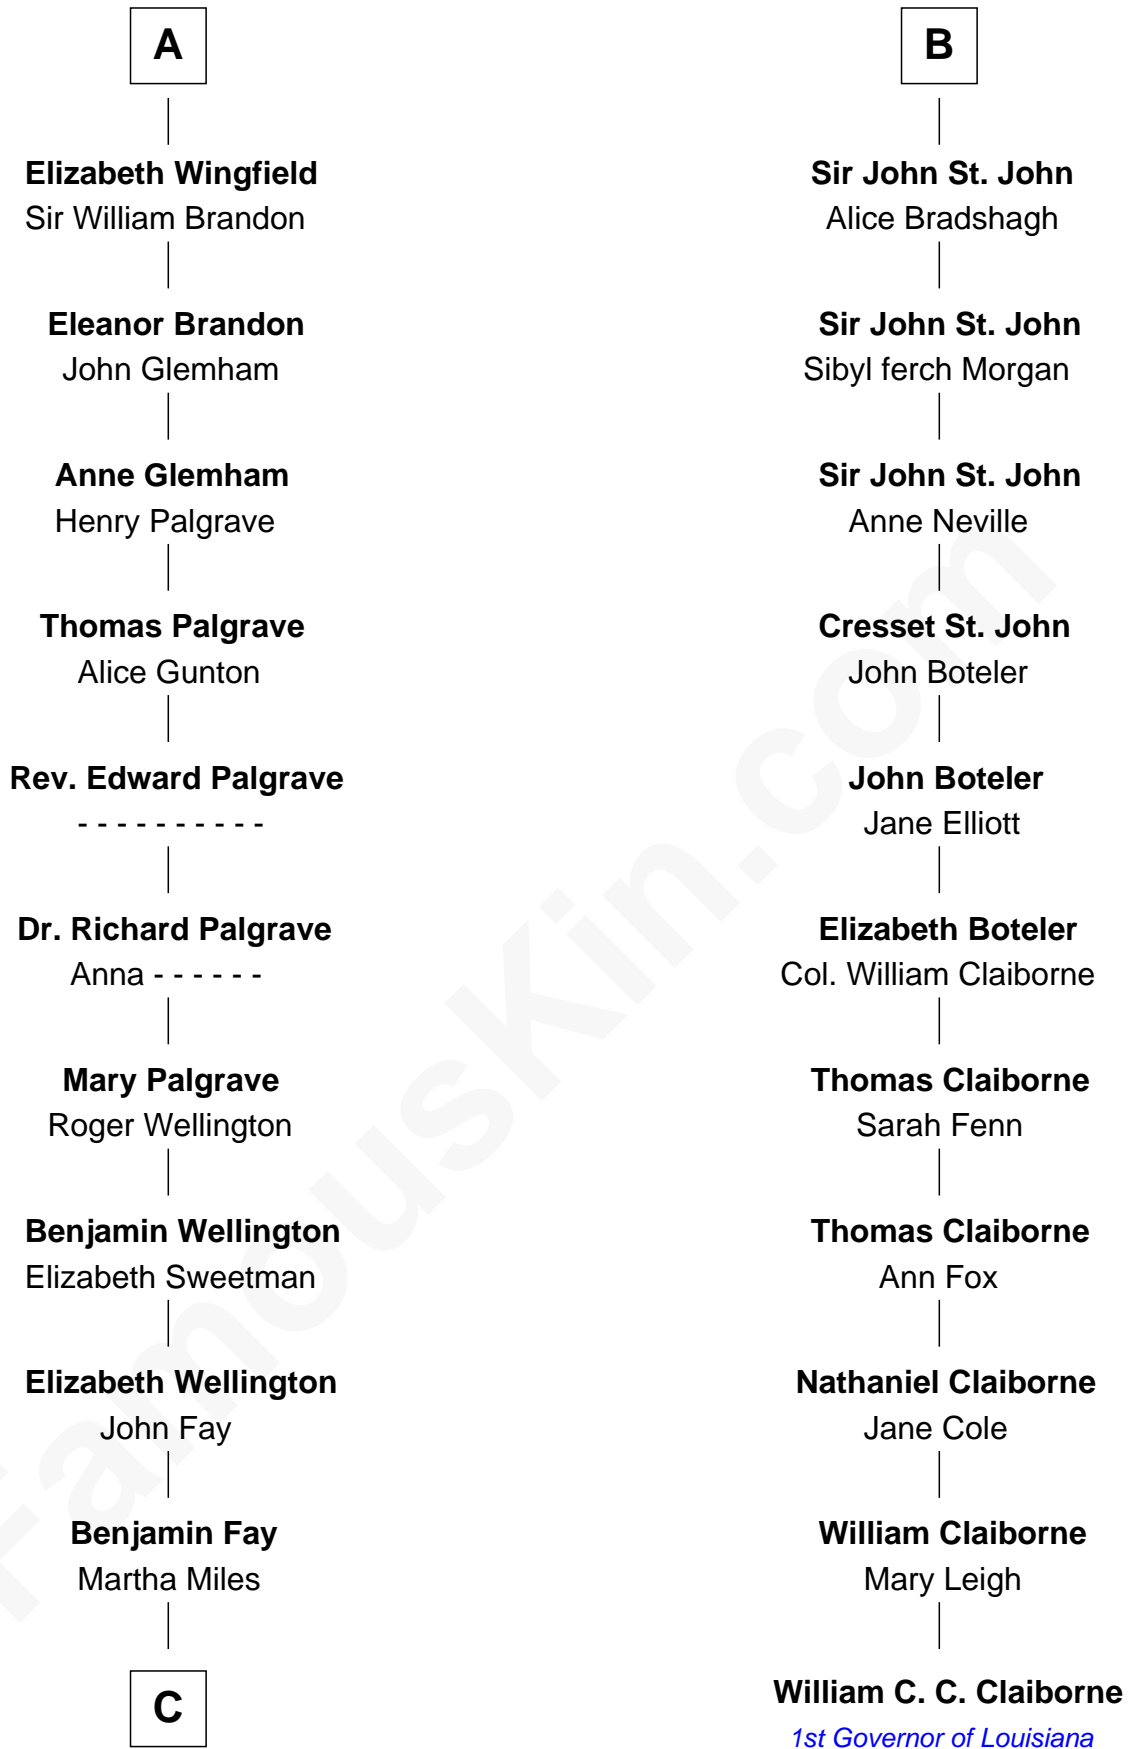 A
Elizabeth Wingfield
Sir William Brandon
Eleanor Brandon
John Glemham
Anne Glemham
Henry Palgrave
Thomas Palgrave
Alice Gunton
Rev. Edward Palgrave
- - - - - - - - - -
Dr. Richard Palgrave
Anna - - - - - -
Mary Palgrave
Roger Wellington
Benjamin Wellington
Elizabeth Sweetman
Elizabeth Wellington
John Fay
Benjamin Fay
Martha Miles
C
B
Sir John St. John
Alice Bradshagh
Sir John St. John
Sibyl ferch Morgan
Sir John St. John
Anne Neville
Cresset St. John
John Boteler
John Boteler
Jane Elliott
Elizabeth Boteler
Col. William Claiborne
Thomas Claiborne
Sarah Fenn
Thomas Claiborne
Ann Fox
Nathaniel Claiborne
Jane Cole
William Claiborne
Mary Leigh
William C. C. Claiborne
1st Governor of Louisiana
FamousKin.com